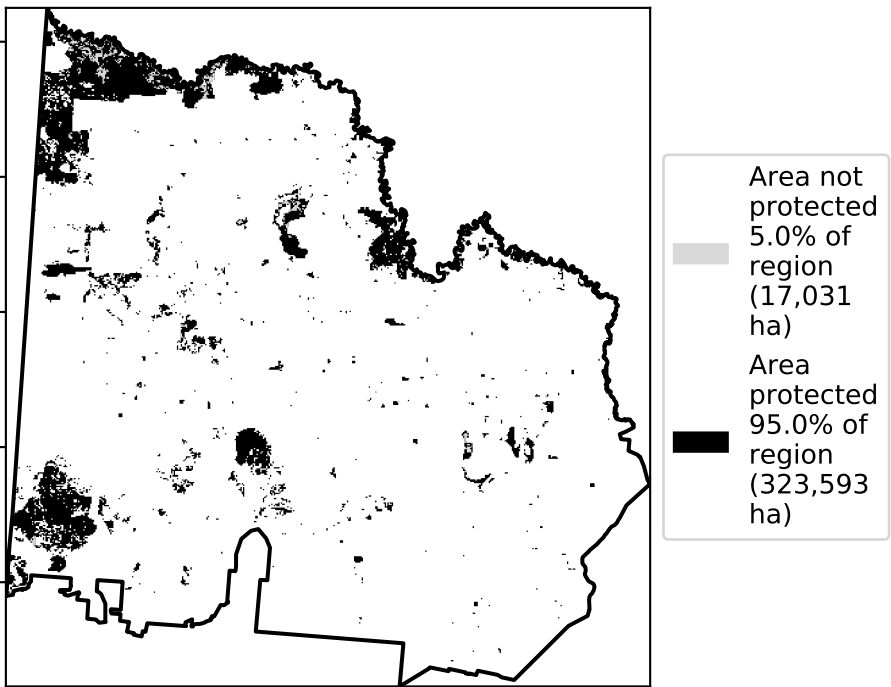 Area not
protected
5.0% of
region
(17,031
ha)
Area
protected
95.0% of
region
(323,593
ha)